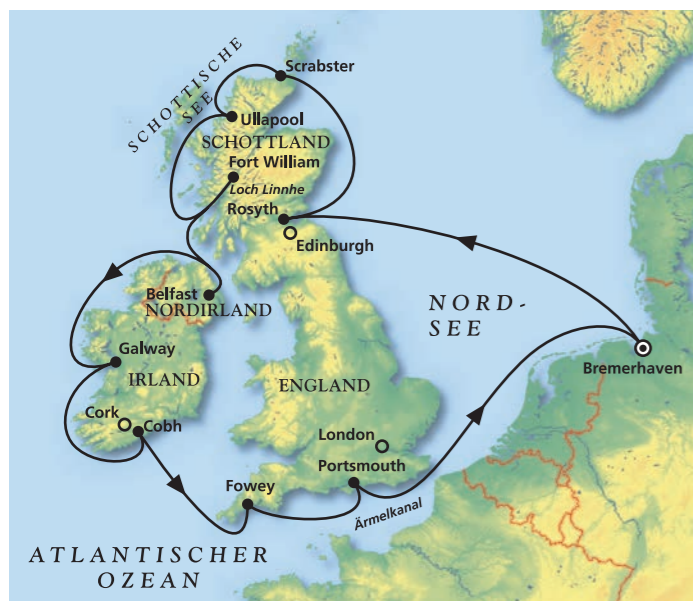 SCHOTTISCHE
SEE
Scrabster
Ullapool
SCHOTTLAND
Fort William
Loch Linnhe
Rosyth
Edinburgh
Belfast
NORDIRLAND
NORD-
SEE
Galway
IRLAND
Bremerhaven
ENGLAND
Cork
Cobh
London
Portsmouth
Fowey
Ärmelkanal
ATLANTISCHER
OZEAN